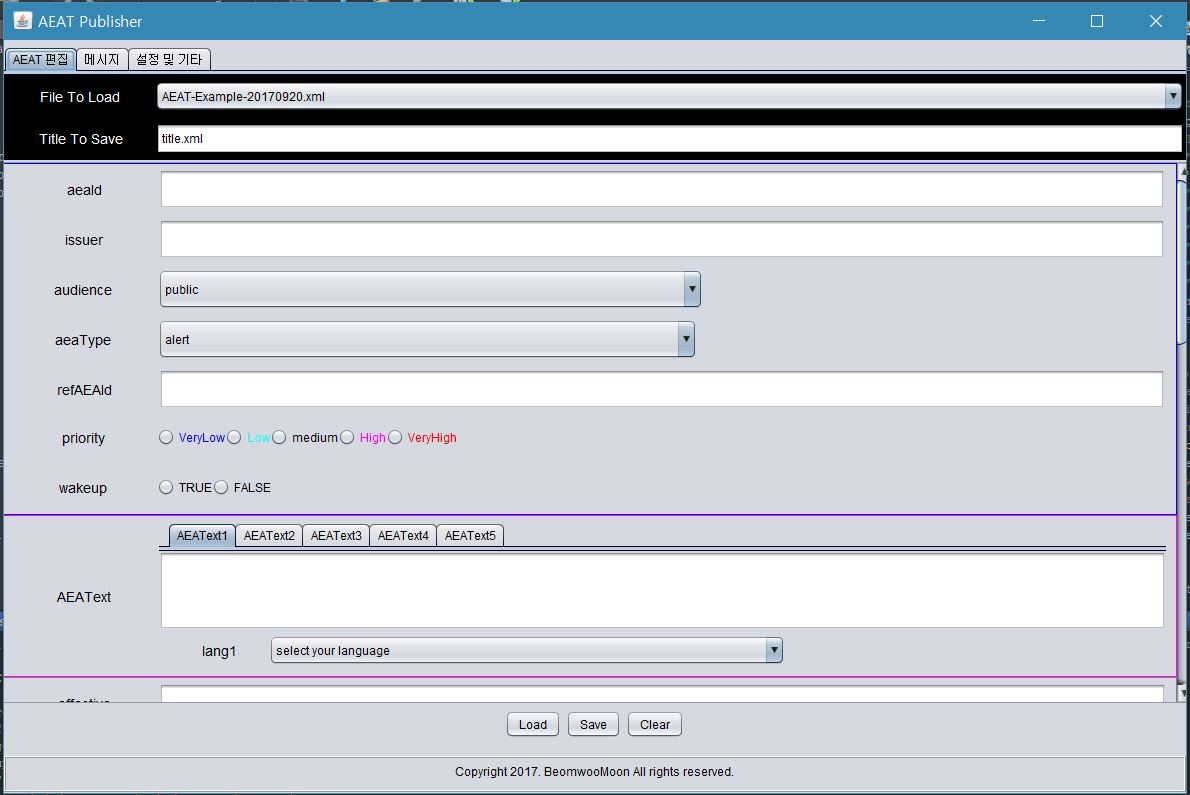 AEAT Publisher
AEAT 편집 메시지 설정 및 기타
File To Load AEAT-Example-20170920.xml
Title To Save title.xml
aeaId
issuer
audience public
aeaType alert
refAEAId
priority VeryLow Low medium High VeryHigh
wakeup TRUE FALSE
AEAText1 AEAText2 AEAText3 AEAText4 AEAText5
AEAText
lang1 select your language
effective
Load Save Clear
Copyright 2017. BeomwooMoon All rights reserved.